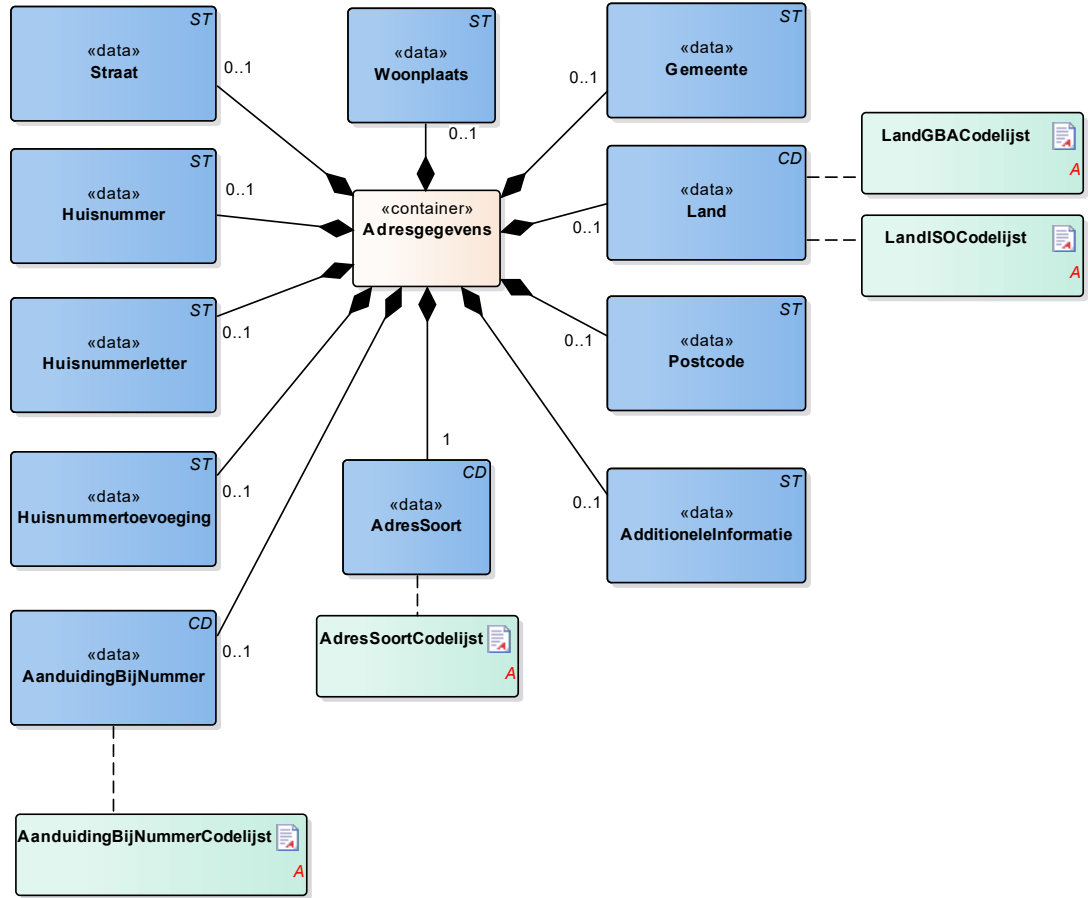 ST
«data»
Straat
0..1
ST
«data»
Woonplaats
0..1
ST
«data»
Gemeente
0..1
ST
«data»
Huisnummer
0..1
«container»
Adresgegevens
CD
«data»
Land
0..1
LandGBACodelijst
A
LandISOCodelijst
A
ST
«data»
Huisnummerletter
0..1
ST
«data»
Postcode
0..1
ST
«data»
Huisnummertoevoeging
0..1
1
CD
«data»
AdresSoort
ST
«data»
AdditioneleInformatie
0..1
CD
«data»
AanduidingBijNummer
0..1
AdresSoortCodelijst
A
AanduidingBijNummerCodelijst
A